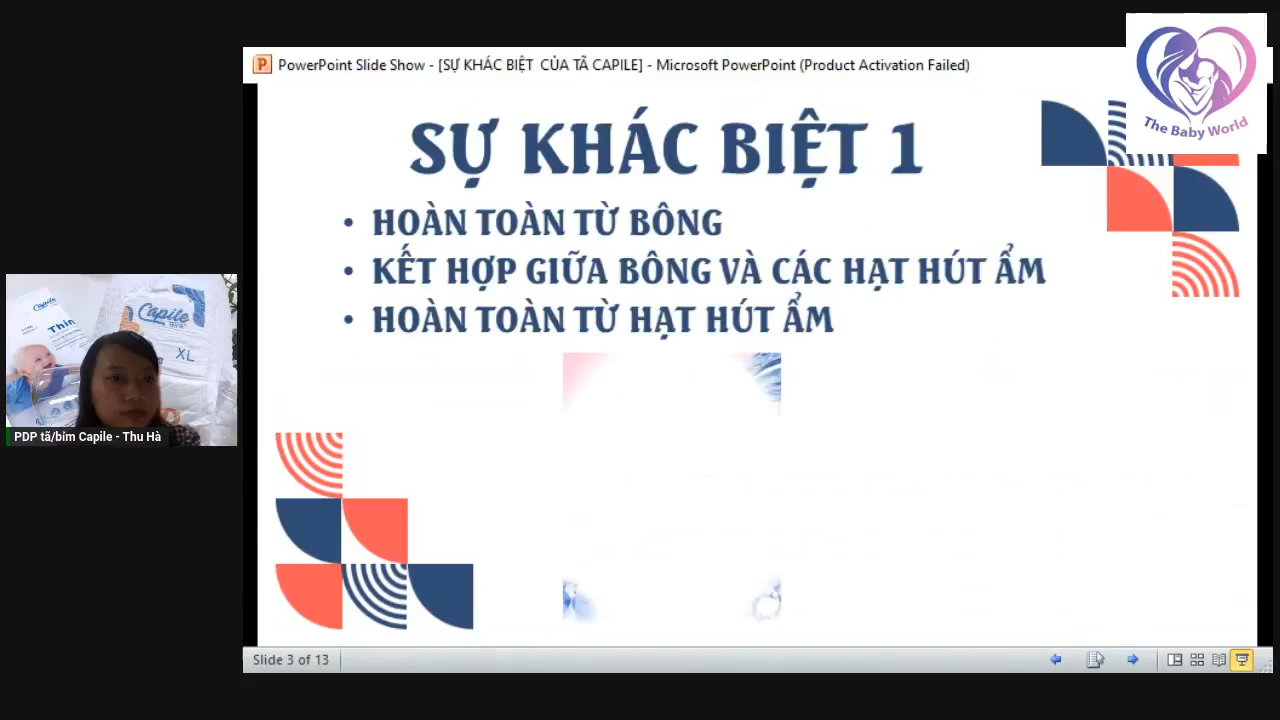 PowerPoint Slide Show - [SỰ KHÁC BIỆT CỦA TÃ CAPILE] - Microsoft PowerPoint (Product Activation Failed)
The Baby World
SỰ KHÁC BIỆT 1
• HOÀN TOÀN TỪ BÔNG
• KẾT HỢP GIỮA BÔNG VÀ CÁC HẠT HÚT ẨM
• HOÀN TOÀN TỪ HẠT HÚT ẨM
Capile
Thin
Capile
XL
PDP tã/bỉm Capile - Thu Hà
Slide 3 of 13